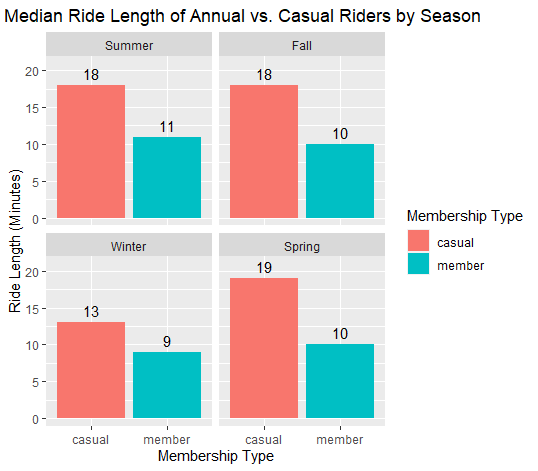 Median Ride Length of Annual vs. Casual Riders by Season
Summer
Fall
20
15
10
5
0
18
11
18
10
Ride Length (Minutes)
Winter
Spring
20
15
10
5
0
13
9
19
10
casual
member
casual
member
Membership Type
Membership Type
casual
member